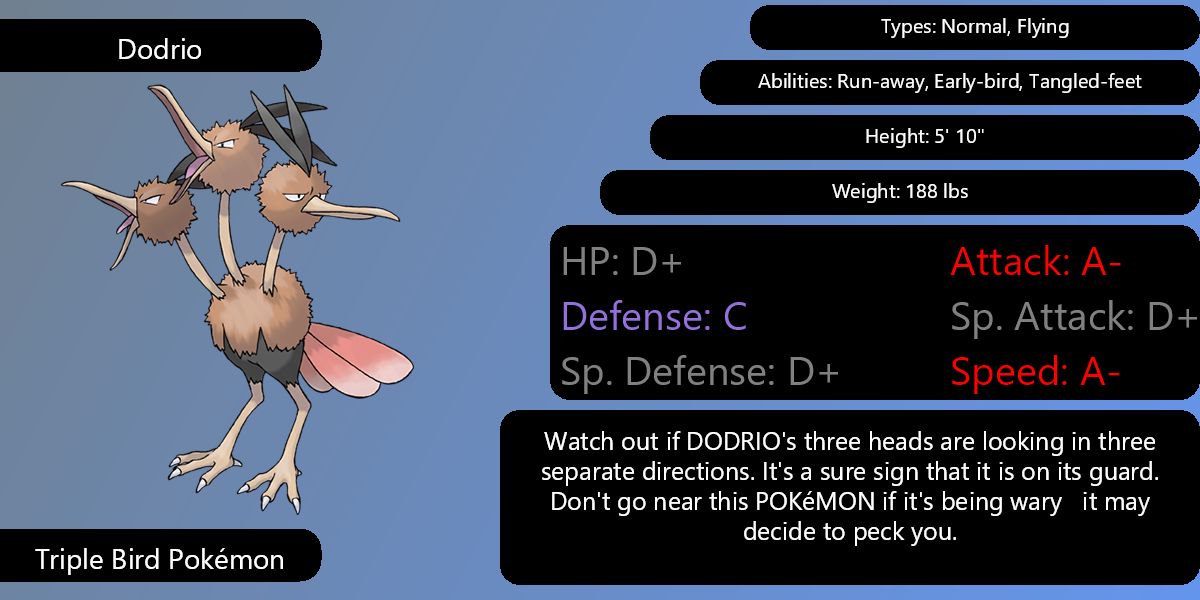 Dodrio
Types: Normal, Flying
Abilities: Run-away, Early-bird, Tangled-feet
Height: 5' 10"
Weight: 188 lbs
HP: D+
Attack: A-
Defense: C
Sp. Attack: D+
Sp. Defense: D+
Speed: A-
Watch out if DODRIO's three heads are looking in three
separate directions. It's a sure sign that it is on its guard.
Don't go near this POKéMON if it's being wary   it may
decide to peck you.
Triple Bird Pokémon